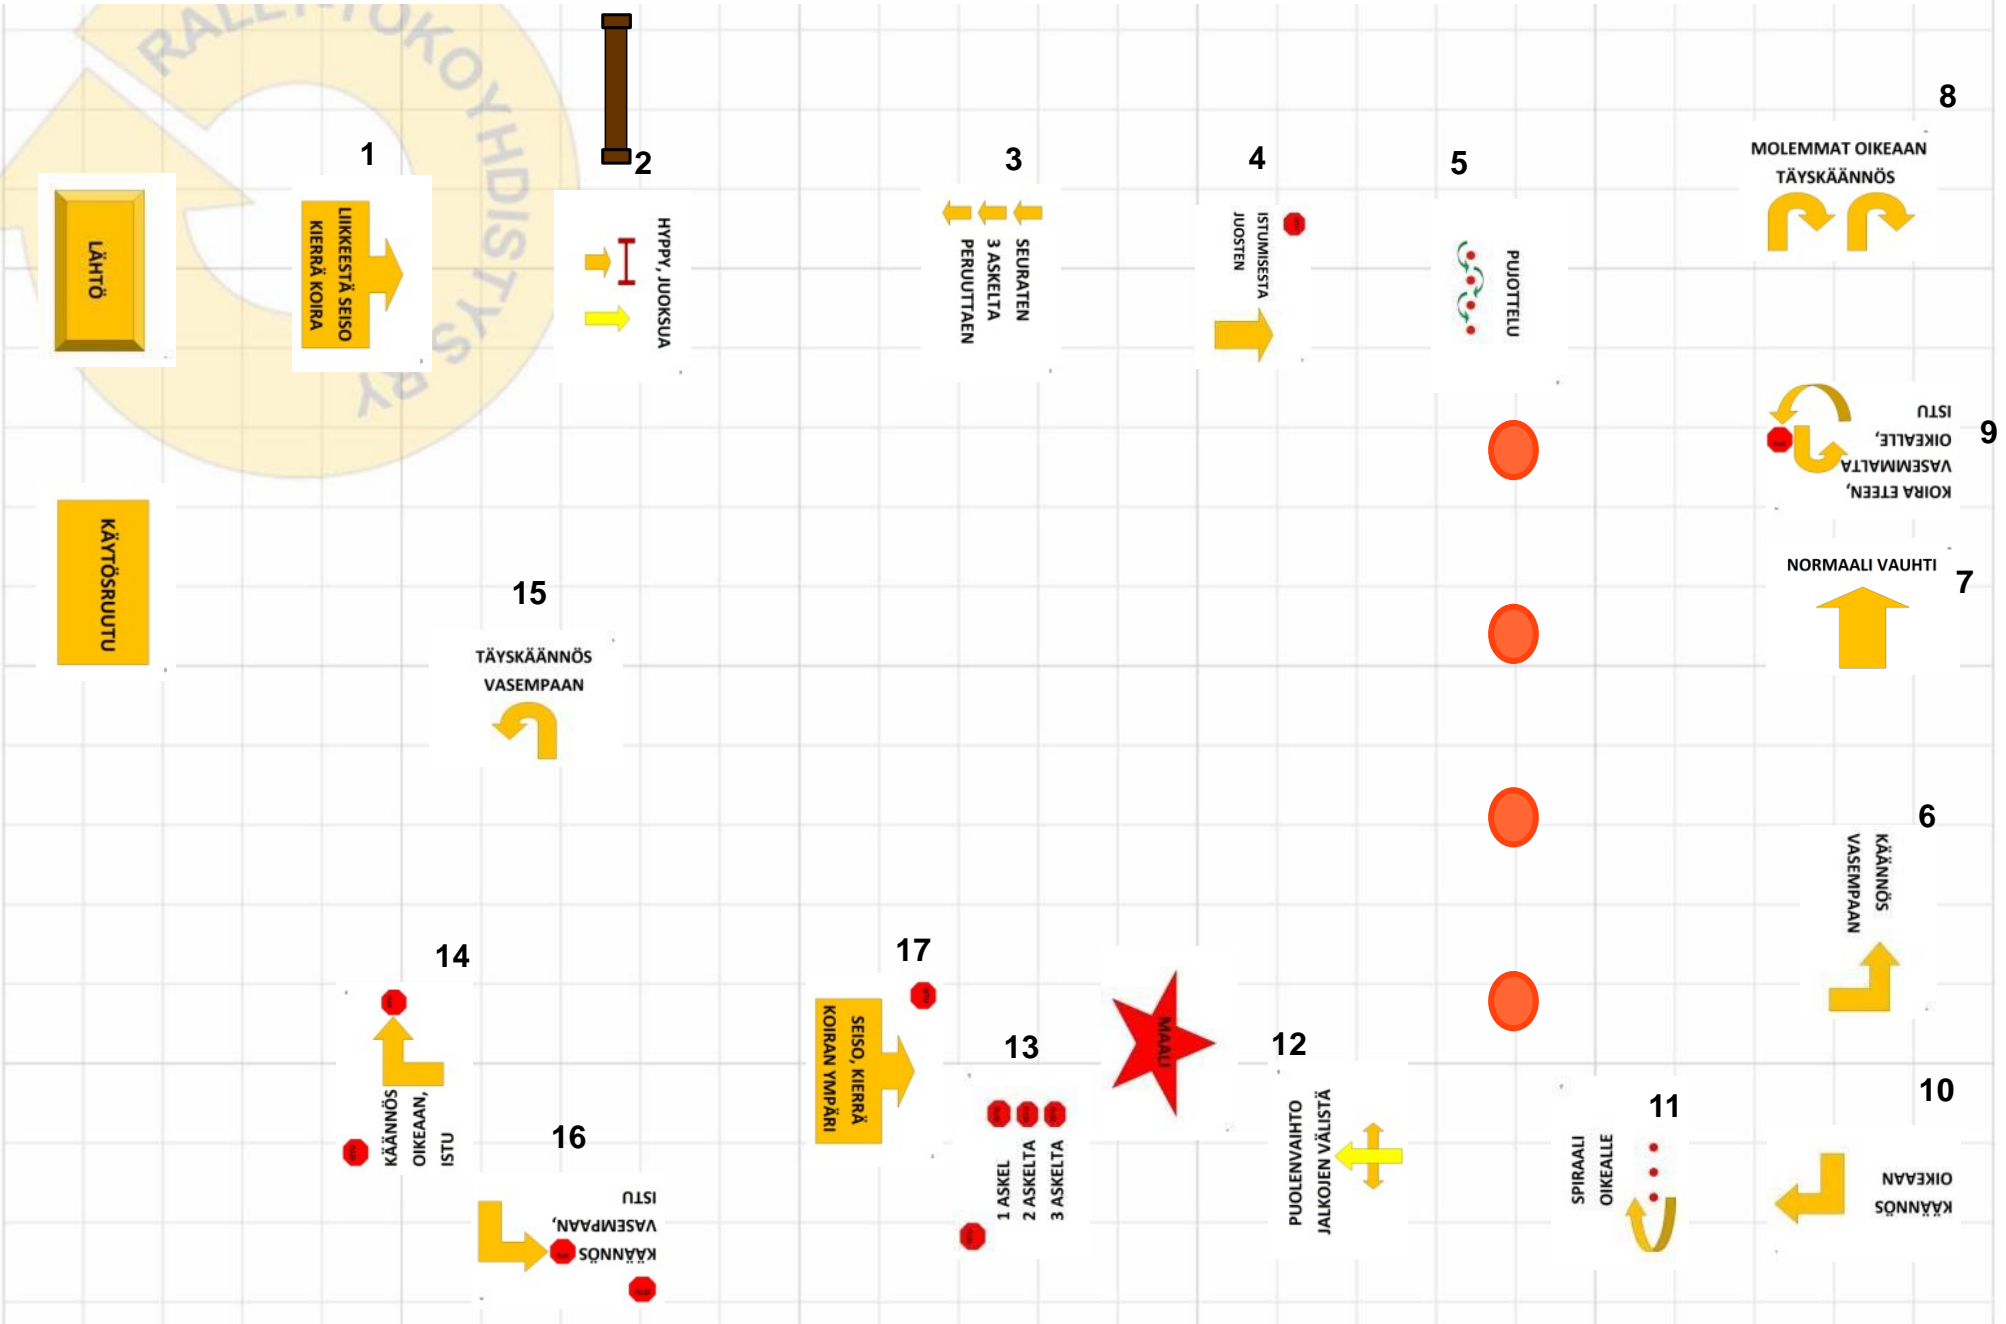 RALLYTOKOYHDISTYS RY
LÄHTÖ
1
LIIKKEESTÄ SEISO
KIERRÄ KOIRA
2
HYPPY, JUOKSUA
3
SEURATEN
3 ASKELTA
PERUUTTAEN
4
ISTUMISESTA
JUOSTEN
5
PUJOTTELU
8
MOLEMMAT OIKEAAN
TÄYSKÄÄNNÖS
9
KOIRA ETEEN,
VASEMMALTA
OIKEALLE,
ISTU
7
NORMAALI VAUHTI
6
KÄÄNNÖS
VASEMPAAN
KÄYTÖSRUUTU
15
TÄYSKÄÄNNÖS
VASEMPAAN
14
KÄÄNNÖS
OIKEAAN,
ISTU
16
KÄÄNNÖS
VASEMPAAN,
ISTU
17
SEISO, KIERRÄ
KOIRAN YMPÄRI
13
1 ASKEL
2 ASKELTA
3 ASKELTA
MAALI
12
PUOLENVAIHTO
JALKOJEN VÄLISTÄ
11
SPIRAALI
OIKEALLE
10
KÄÄNNÖS
OIKEAAN